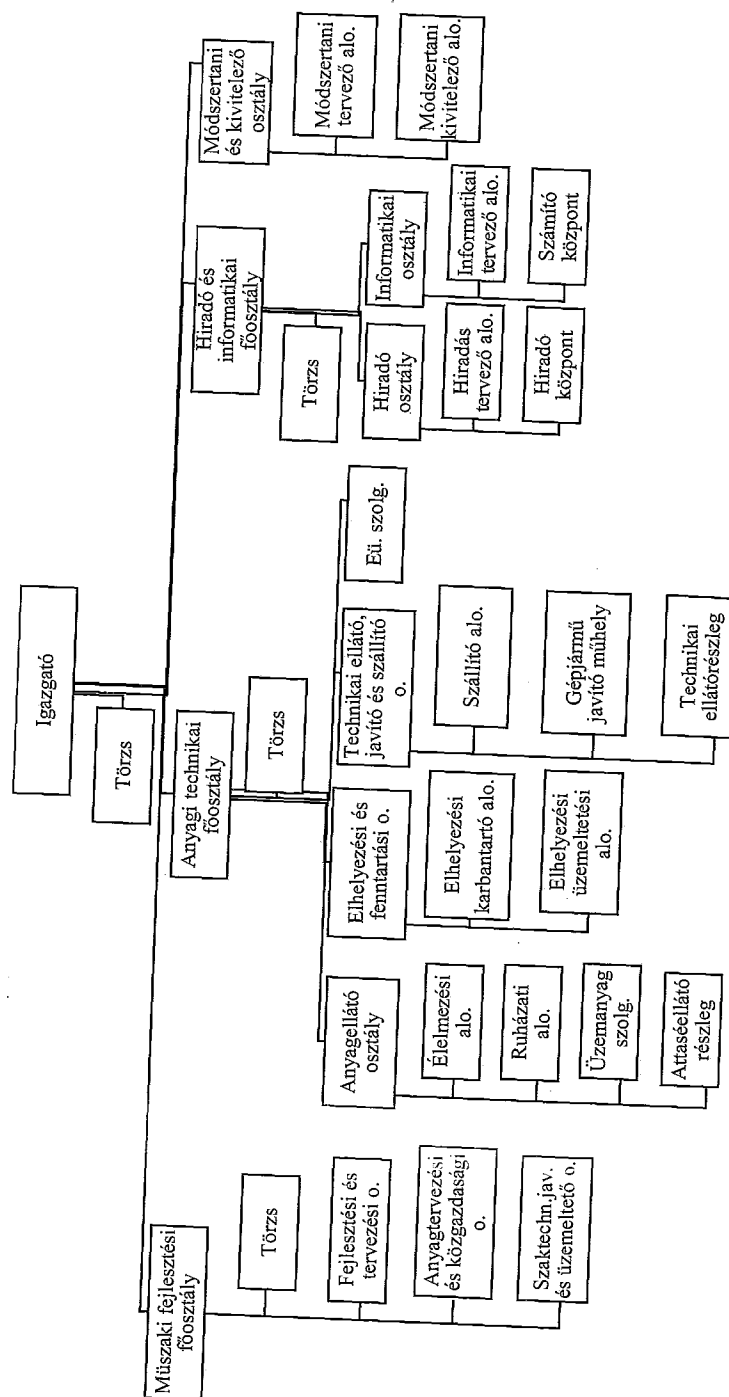 Igazgató
Törzs
Műszaki fejlesztési
főosztály
Törzs
Fejlesztési és
tervezési o.
Anyagtervezési
és közgazdasági
o.
Szaktechn.jav.
és üzemeltető o.
Anyagi technikai
főosztály
Törzs
Anyagellátó
osztály
Élelmezési
alo.
Ruházati
alo.
Üzemanyag
szolg.
Attaséellátó
részleg
Elhelyezési és
fenntartási o.
Elhelyezési
karbantartó alo.
Elhelyezési
üzemeltetési
alo.
Technikai ellátó,
javító és szállító
o.
Szállító alo.
Gépjármű
javító műhely
Technikai
ellátórészleg
Eü. szolg.
Hiradó és
informatikai
főosztály
Törzs
Hiradó
osztály
Hiradás
tervező alo.
Hiradó
központ
Informatikai
osztály
Informatikai
tervező alo.
Számító
központ
Módszertani
és kivitelező
osztály
Módszertani
tervező alo.
Módszertani
kivitelező alo.